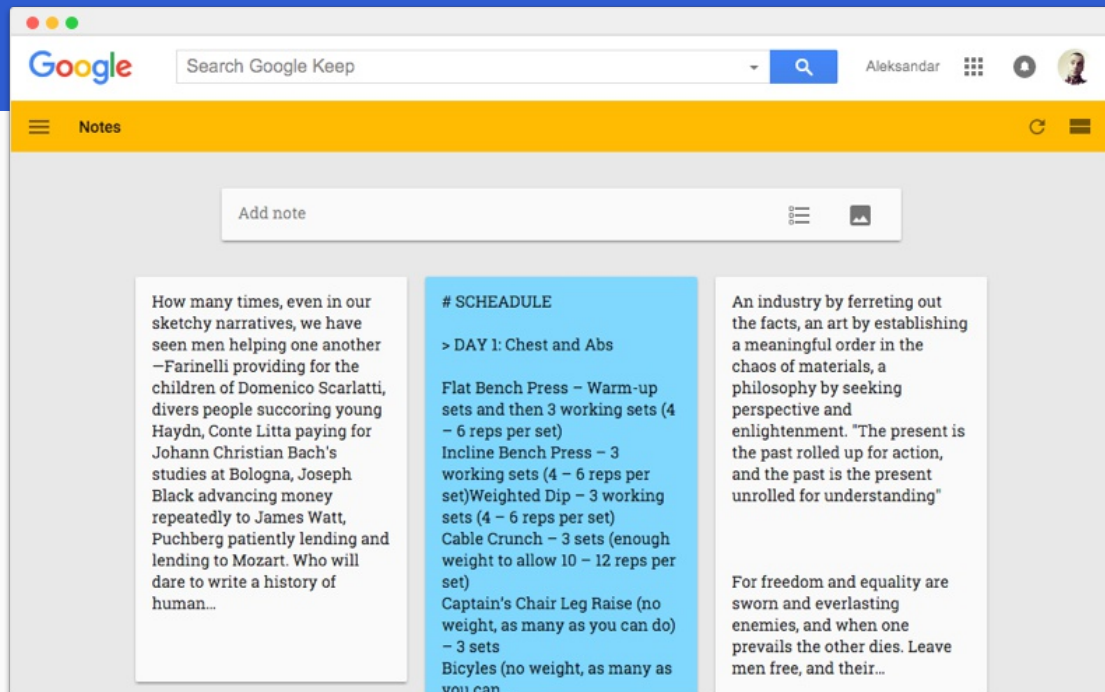 Google
Search Google Keep
Aleksandar
Notes
Add note
How many times, even in our
sketchy narratives, we have
seen men helping one another
—Farinelli providing for the
children of Domenico Scarlatti,
divers people succoring young
Haydn, Conte Litta paying for
Johann Christian Bach's
studies at Bologna, Joseph
Black advancing money
repeatedly to James Watt,
Puchberg patiently lending and
lending to Mozart. Who will
dare to write a history of
human...
# SCHEADULE
> DAY 1: Chest and Abs
Flat Bench Press – Warm-up
sets and then 3 working sets (4
– 6 reps per set)
Incline Bench Press – 3
working sets (4 – 6 reps per
set)Weighted Dip – 3 working
sets (4 – 6 reps per set)
Cable Crunch – 3 sets (enough
weight to allow 10 – 12 reps per
set)
Captain's Chair Leg Raise (no
weight, as many as you can do)
– 3 sets
Bicyles (no weight, as many as
you can
An industry by ferreting out
the facts, an art by establishing
a meaningful order in the
chaos of materials, a
philosophy by seeking
perspective and
enlightenment. "The present is
the past rolled up for action,
and the past is the present
unrolled for understanding"
For freedom and equality are
sworn and everlasting
enemies, and when one
prevails the other dies. Leave
men free, and their...